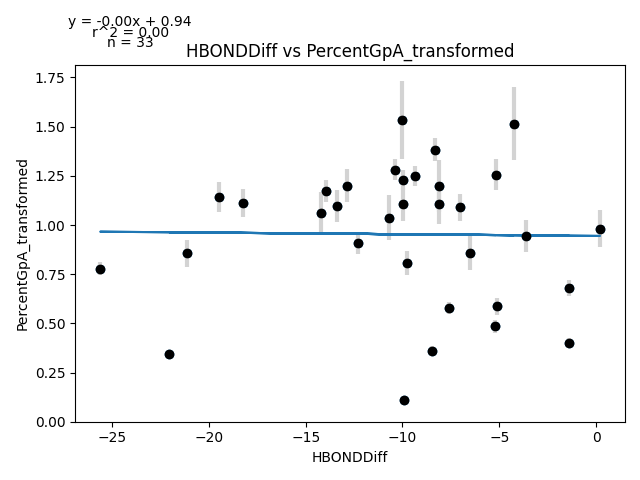 y = -0.00x + 0.94
r^2 = 0.00
n = 33
HBONDDiff vs PercentGpA_transformed
PercentGpA_transformed
1.75
1.50
1.25
1.00
0.75
0.50
0.25
0.00
−25
−20
−15
−10
−5
0
HBONDDiff